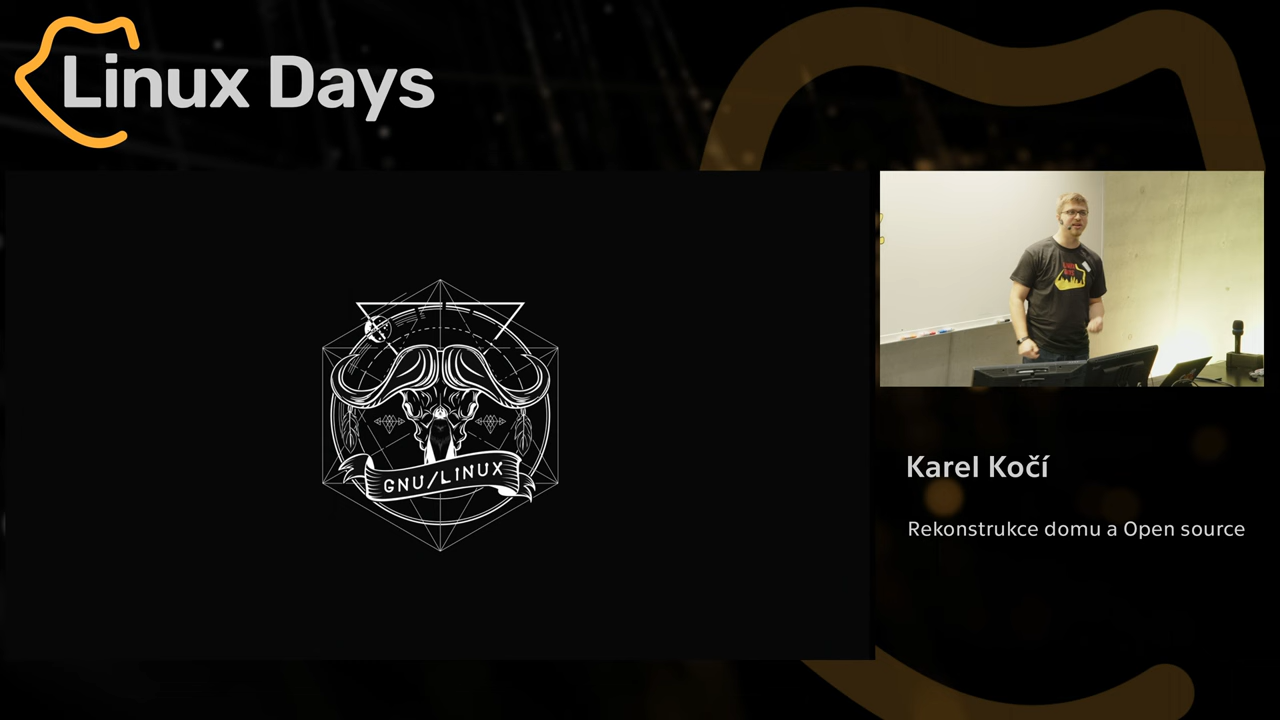 Linux Days
GNU/LINUX
Karel Kočí
Rekonstrukce domu a Open source